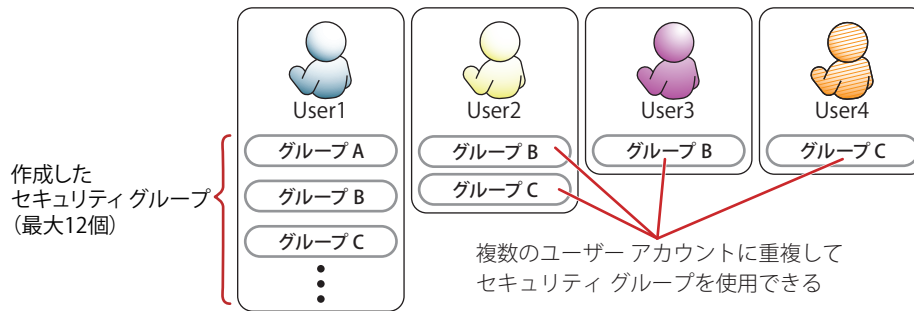 User1
User2
User3
User4
グループ A
グループ B
グループ B
グループ C
作成した
セキュリティ グループ
（最大12個）
グループ B
グループ C
グループ C
複数のユーザー アカウントに重複して
セキュリティ グループを使用できる